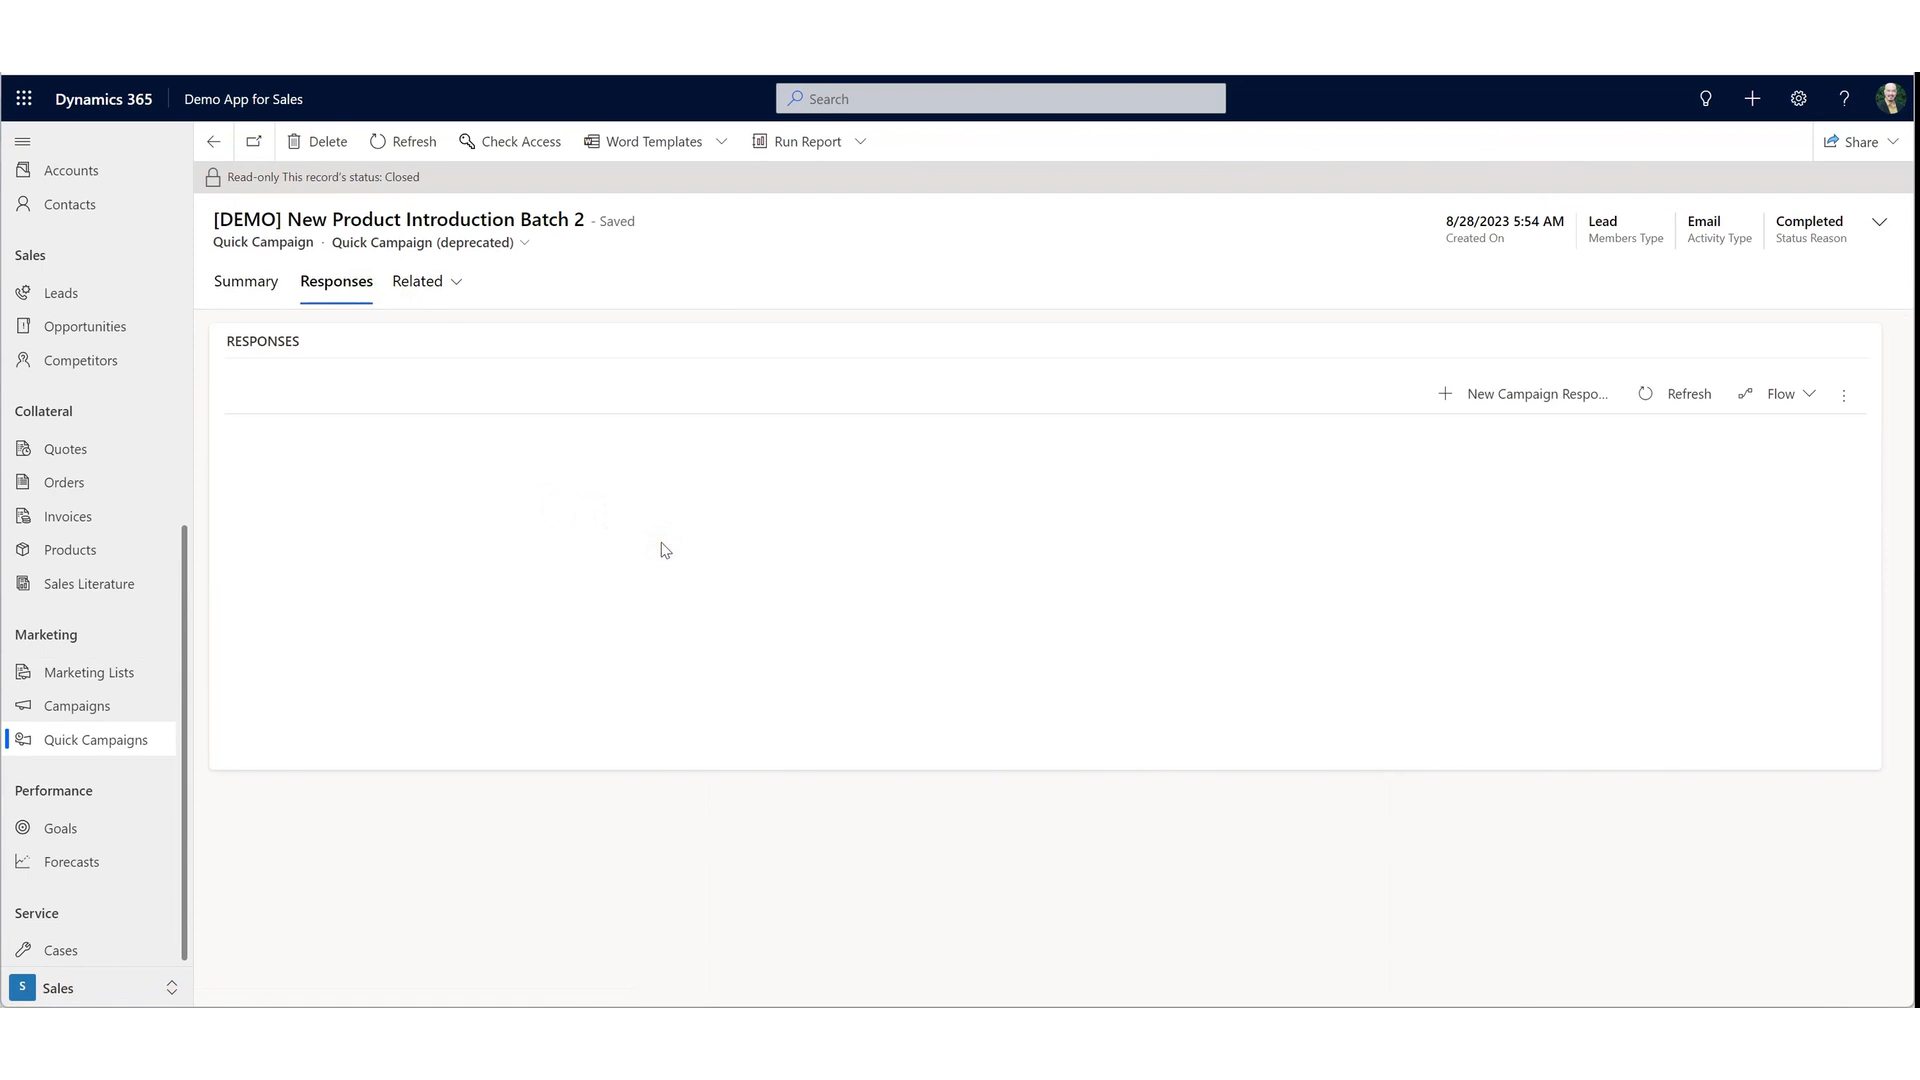 Dynamics 365
Demo App for Sales
Search
Delete
Refresh
Check Access
Word Templates
Run Report
Share
Read-only This record's status: Closed
[DEMO] New Product Introduction Batch 2 - Saved
Quick Campaign · Quick Campaign (deprecated)
8/28/2023 5:54 AM
Created On
Lead
Members Type
Email
Activity Type
Completed
Status Reason
Summary
Responses
Related
RESPONSES
New Campaign Respo...
Refresh
Flow
Accounts
Contacts
Sales
Leads
Opportunities
Competitors
Collateral
Quotes
Orders
Invoices
Products
Sales Literature
Marketing
Marketing Lists
Campaigns
Quick Campaigns
Performance
Goals
Forecasts
Service
Cases
S Sales